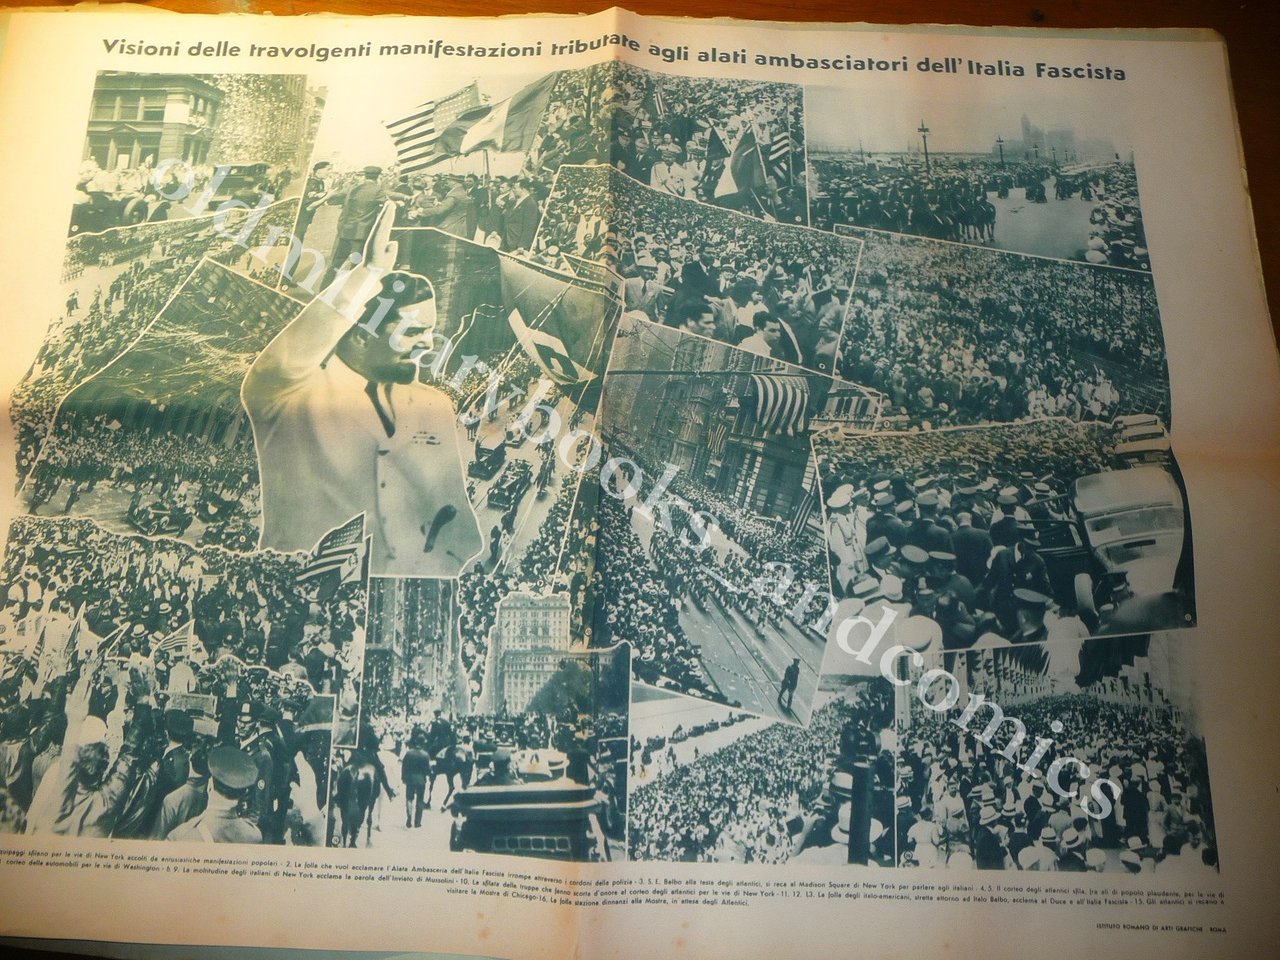 Visioni delle travolgenti manifestazioni tributate agli alati ambasciatori dell'Italia Fascista
oldmilitarybooks_andcomics
equipaggi sfilano per le vie di New York accolti da entusiastiche manifestazioni popolari - 2. La folla che vuol acclamare l'Alata Ambasceria dell'Italia Fascista irrompe attraverso i cordoni della polizia - 3. S. E. Balbo alla testa degli atlantici, si reca al Madison Square di New York per parlare agli italiani - 4. 5. Il corteo degli atlantici sfila, tra ali di popolo plaudente, per le vie di
corteo delle automobili per le vie di Washington - 8. 9. La moltitudine degli italiani di New York acclama la parola dell'Inviato di Mussolini - 10. La sfilata della truppe che fanno scorta d'onore al corteo degli atlantici per le vie di New York - 11. 12. 13. La folla degli italo-americani, stretta attorno ad Italo Balbo, acclama al Duce e all'Italia Fascista - 15. Gli atlantici si recano a
visitare la Mostra di Chicago-16. La folla staziona dinnanzi alla Mostra, in attesa degli Atlantici.
ISTITUTO ROMANO DI ARTI GRAFICHE - ROMA